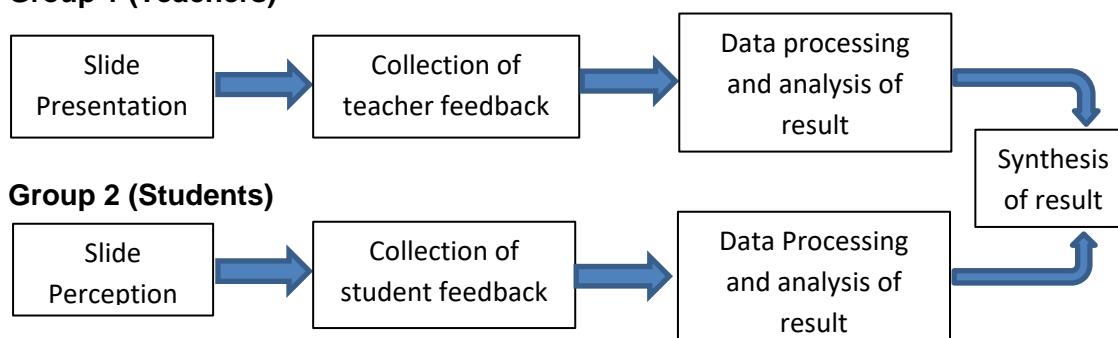 Group 1 (Teachers)
Slide
Presentation
Collection of
teacher feedback
Data processing
and analysis of
result
Synthesis
of result
Group 2 (Students)
Slide
Perception
Collection of
student feedback
Data Processing
and analysis of
result